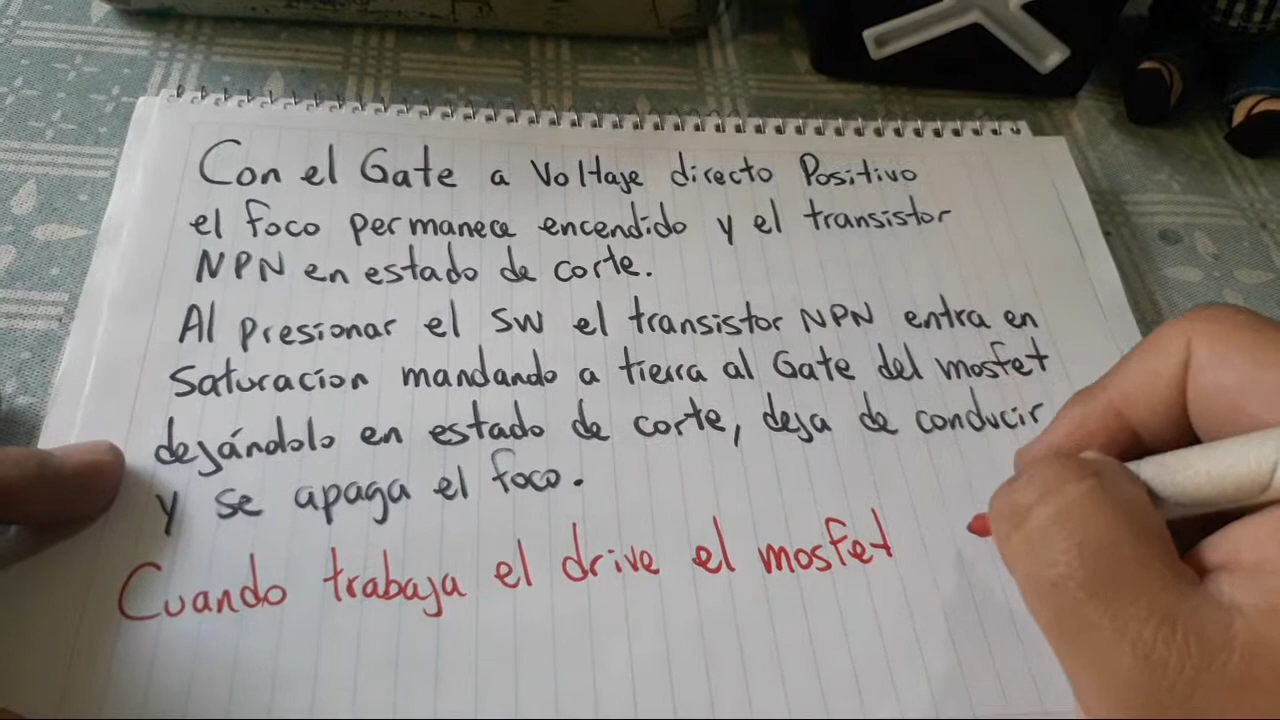 Con el Gate a Voltaje directo Positivo
el foco permanece encendido y el transistor
NPN en estado de corte.
Al presionar el SW el transistor NPN entra en
Saturacion mandando a tierra al Gate del mosfet
dejándolo en estado de corte, deja de conducir
y se apaga el foco.
Cuando trabaja el drive el mosfet